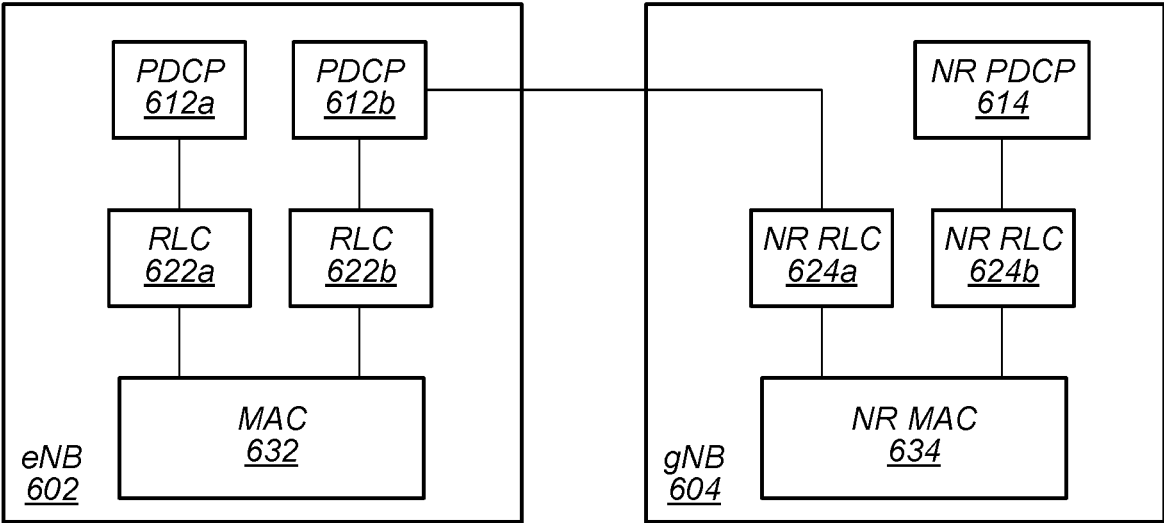 PDCP
612a
PDCP
612b
NR PDCP
614
RLC
622a
RLC
622b
NR RLC
624a
NR RLC
624b
MAC
632
NR MAC
634
eNB
602
gNB
604